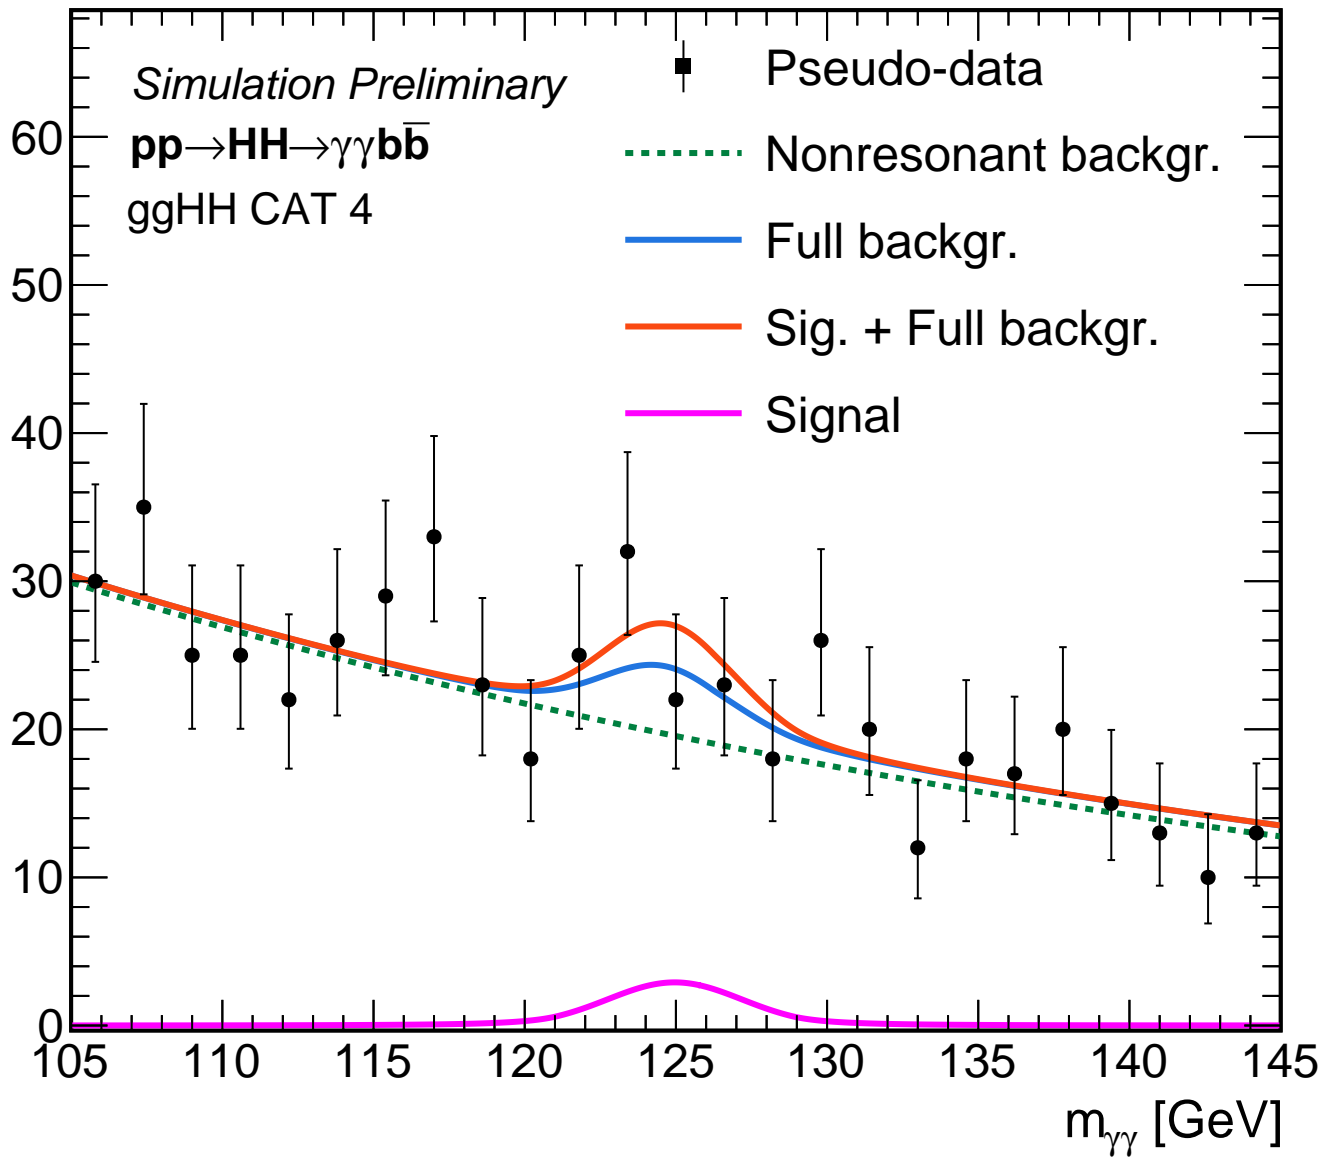 Simulation Preliminary
pp→HH→γγbb̅
ggHH CAT 4
Pseudo-data
Nonresonant backgr.
Full backgr.
Sig. + Full backgr.
Signal
60
50
40
30
20
10
0
105 110 115 120 125 130 135 140 145
mγγ [GeV]